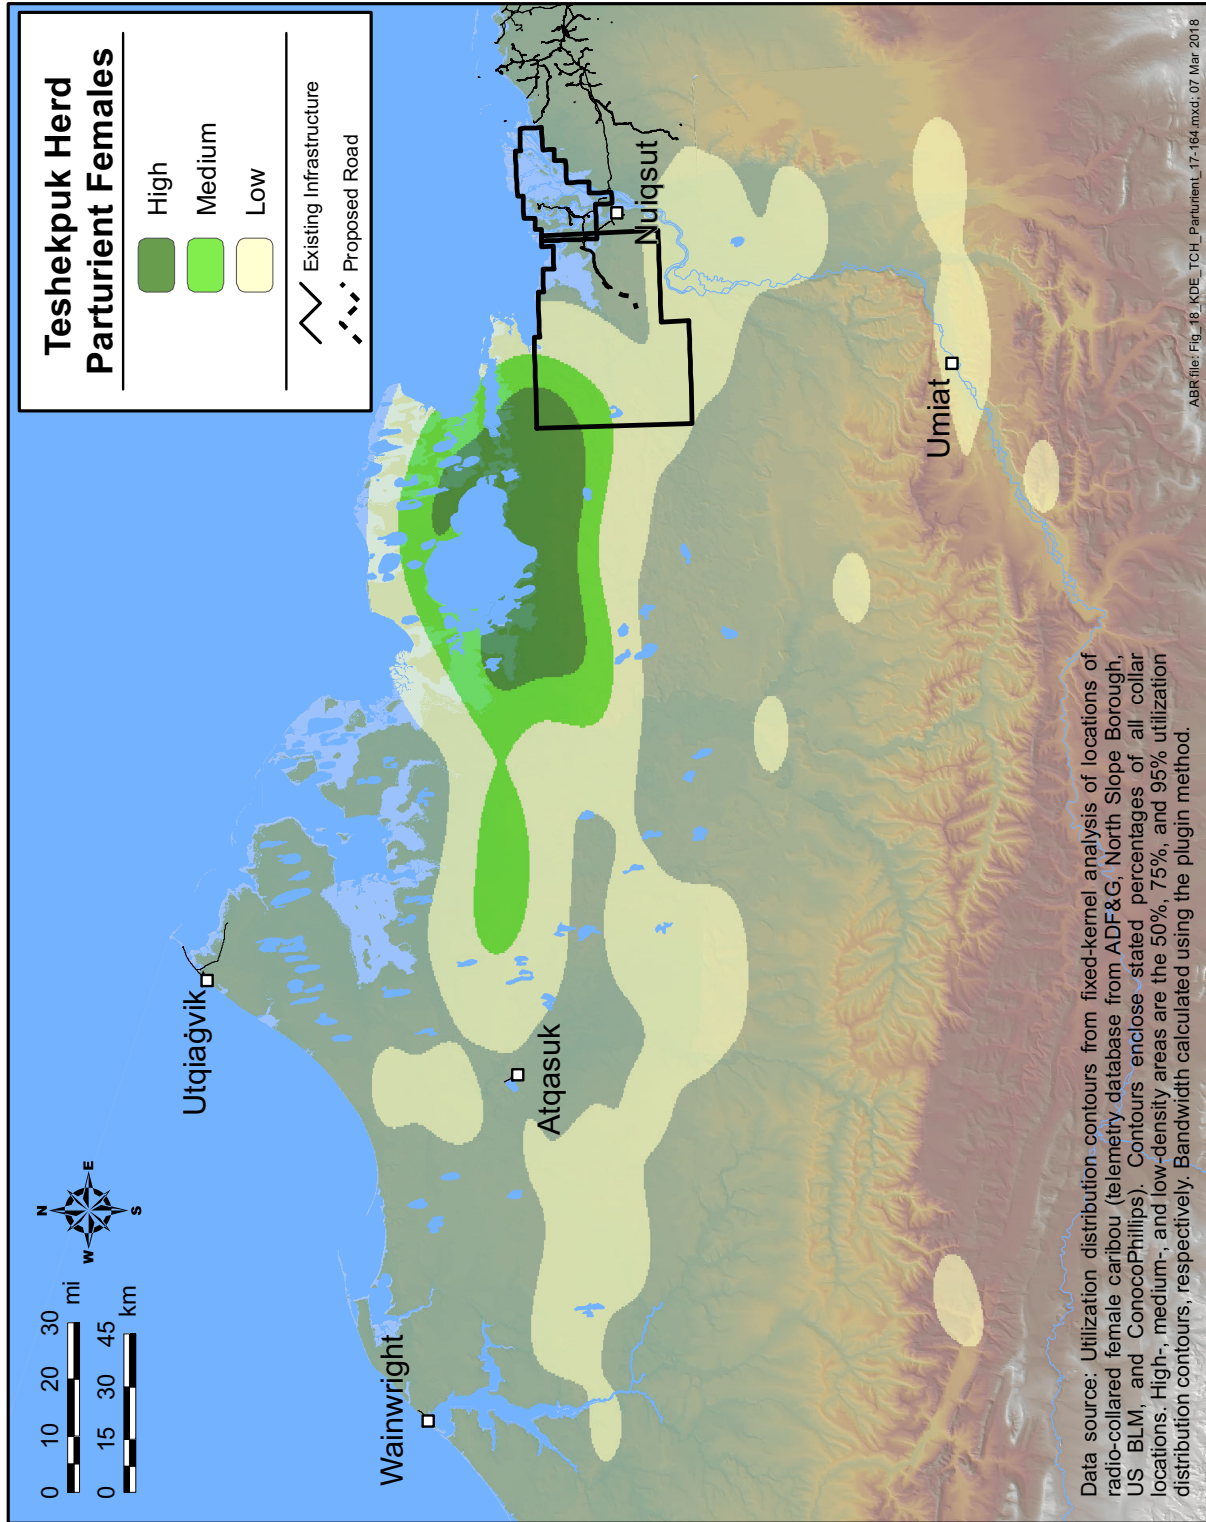 Teshekpuk Herd
Parturient Females
High
Medium
Low
Existing Infrastructure
Proposed Road
N
W
E
S
0 10 20 30
mi
0 15 30 45
km
Utqiaġvik
Wainwright
Atqasuk
Nuiqsut
Umiat
Data source: Utilization distribution contours from fixed-kernel analysis of locations of
radio-collared female caribou (telemetry database from ADF&G, North Slope Borough,
US BLM, and ConocoPhillips). Contours enclose stated percentages of all collar
locations. High-, medium-, and low-density areas are the 50%, 75%, and 95% utilization
distribution contours, respectively. Bandwidth calculated using the plugin method.
ABR file: Fig_18_KDE_TCH_Parturient_17-164.mxd; 07 Mar 2018